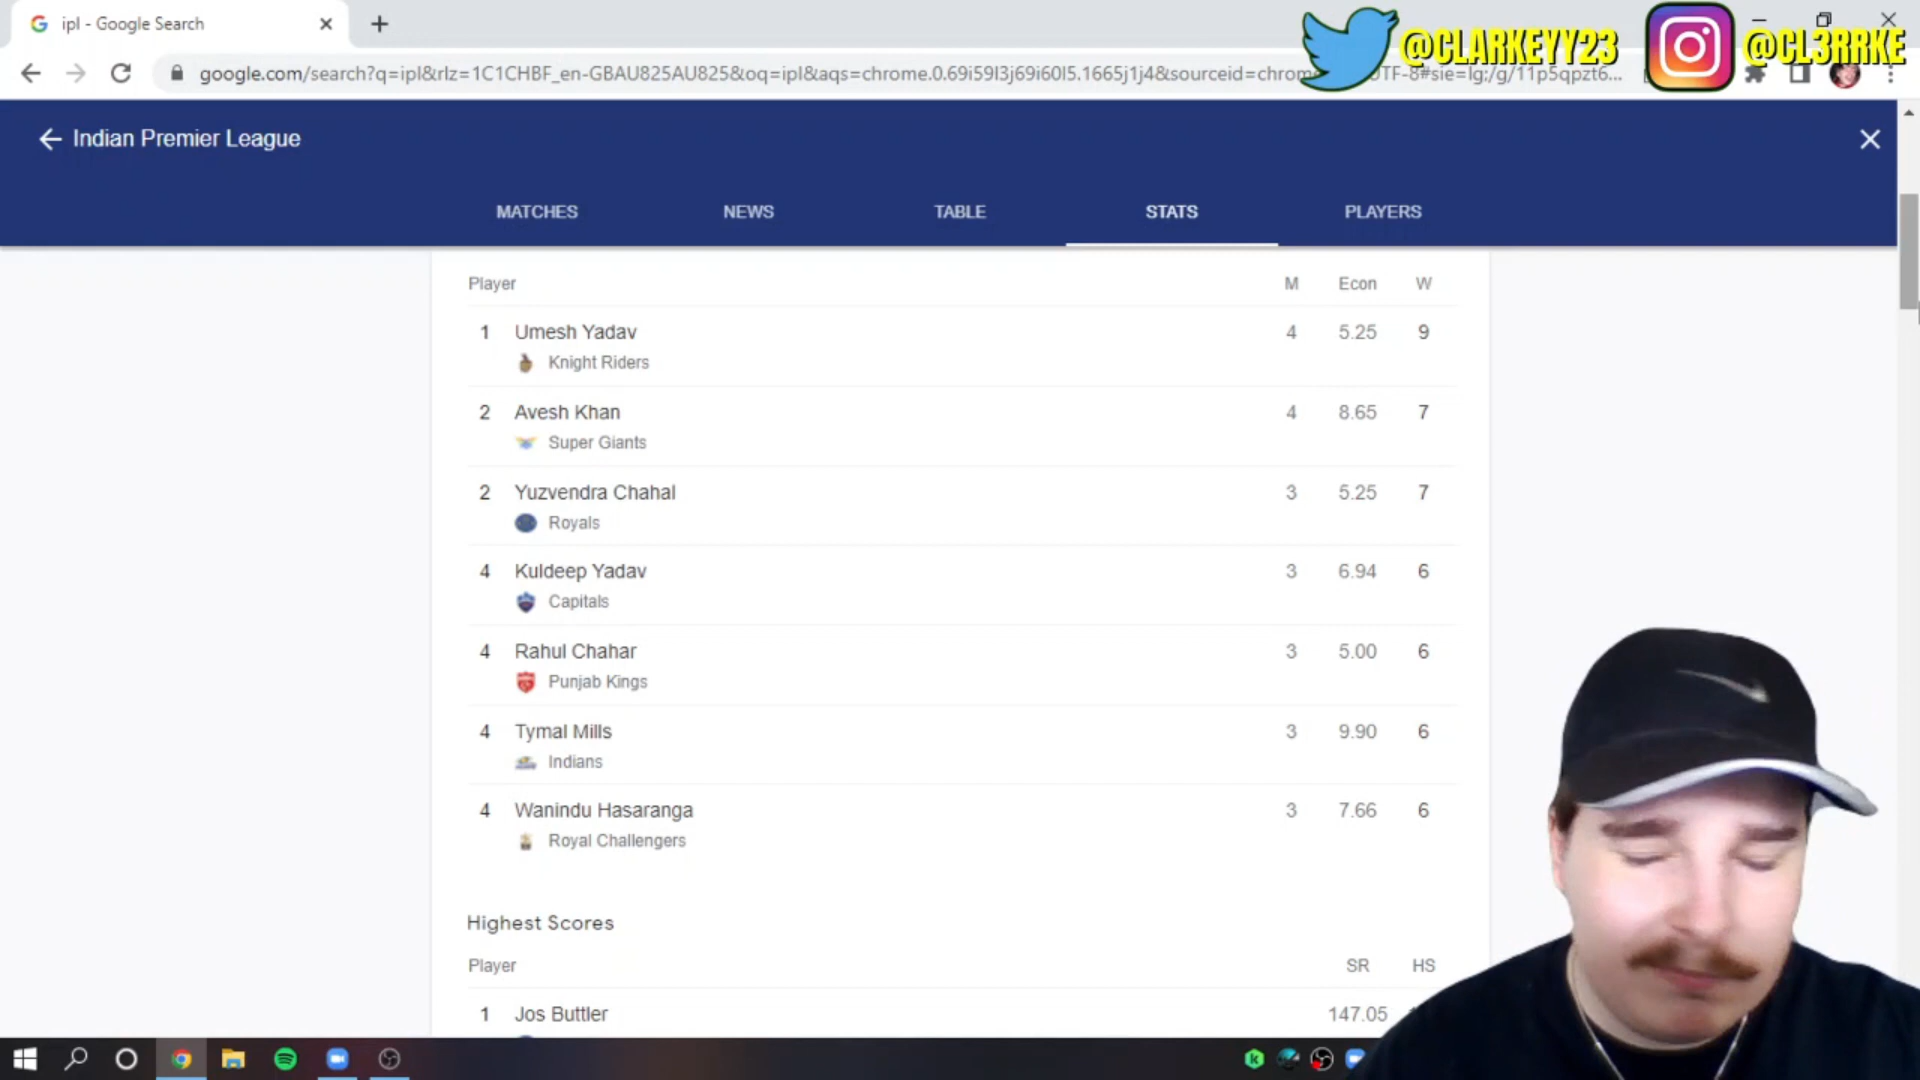 ipl - Google Search
@CLARKEYY23
@CL3RRKE
google.com/search?q=ipl&rlz=1C1CHBF_en-GBAU825AU825&oq=ipl&aqs=chrome.0.69i59l3j69i60l5.1665j1j4&sourceid=chrom
TF-8#sie=lg;/g/11p5qpzt6...
Indian Premier League
MATCHES NEWS TABLE STATS PLAYERS
Player M Econ W
1 Umesh Yadav 4 5.25 9
Knight Riders
2 Avesh Khan 4 8.65 7
Super Giants
2 Yuzvendra Chahal 3 5.25 7
Royals
4 Kuldeep Yadav 3 6.94 6
Capitals
4 Rahul Chahar 3 5.00 6
Punjab Kings
4 Tymal Mills 3 9.90 6
Indians
4 Wanindu Hasaranga 3 7.66 6
Royal Challengers
Highest Scores
Player SR HS
1 Jos Buttler 147.05